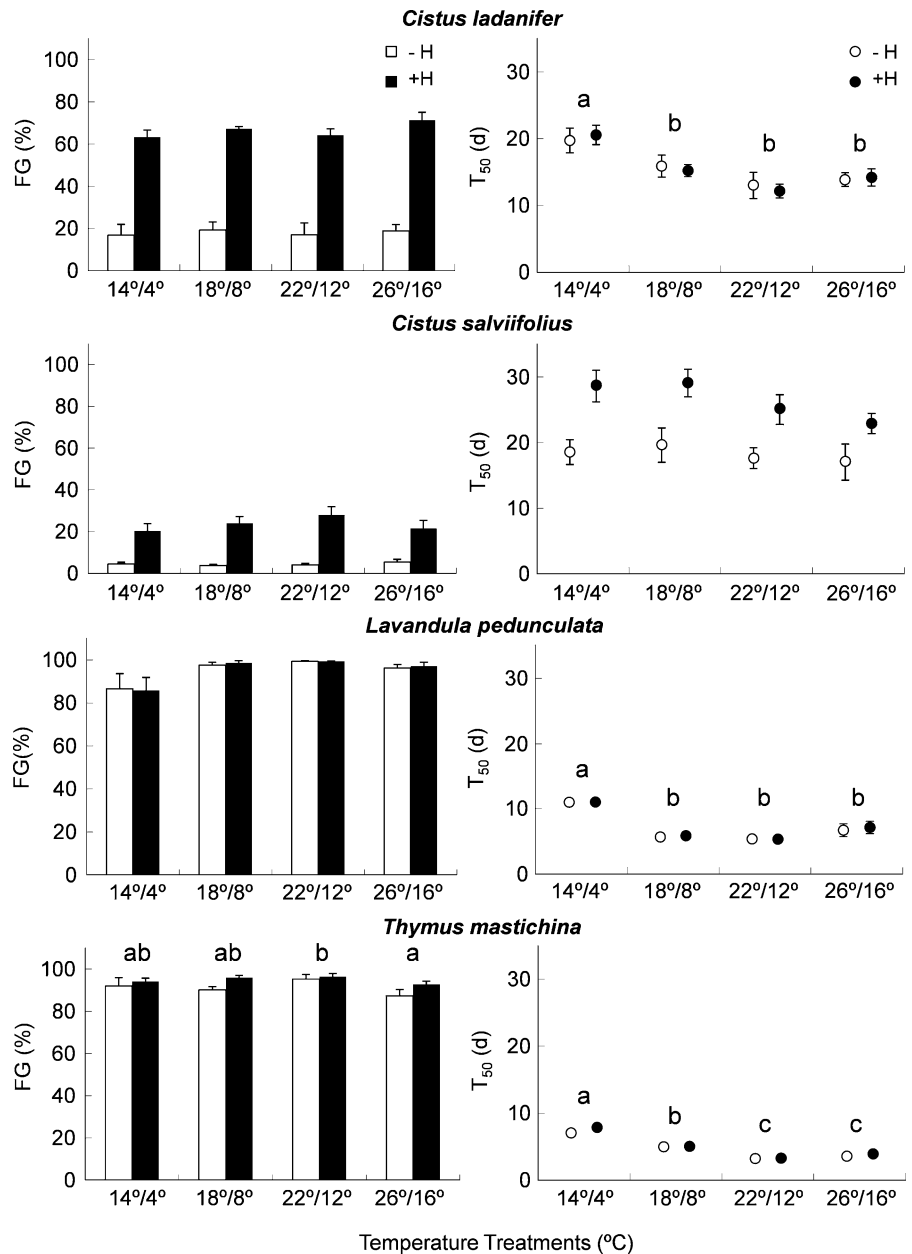 Cistus ladanifer
- H
+H
100
80
60
40
20
0
FG (%)
14º/4º 18º/8º 22º/12º 26º/16º
- H
+H
30
20
10
0
T50 (d)
a b b b
14º/4º 18º/8º 22º/12º 26º/16º
Cistus salviifolius
100
80
60
40
20
0
FG (%)
14º/4º 18º/8º 22º/12º 26º/16º
30
20
10
0
T50 (d)
14º/4º 18º/8º 22º/12º 26º/16º
Lavandula pedunculata
100
80
60
40
20
0
FG(%)
14º/4º 18º/8º 22º/12º 26º/16º
30
20
10
0
T50 (d)
a b b b
14º/4º 18º/8º 22º/12º 26º/16º
Thymus mastichina
ab ab b a
100
80
60
40
20
0
FG (%)
14º/4º 18º/8º 22º/12º 26º/16º
30
20
10
0
T50 (d)
a b c c
14º/4º 18º/8º 22º/12º 26º/16º
Temperature Treatments (ºC)